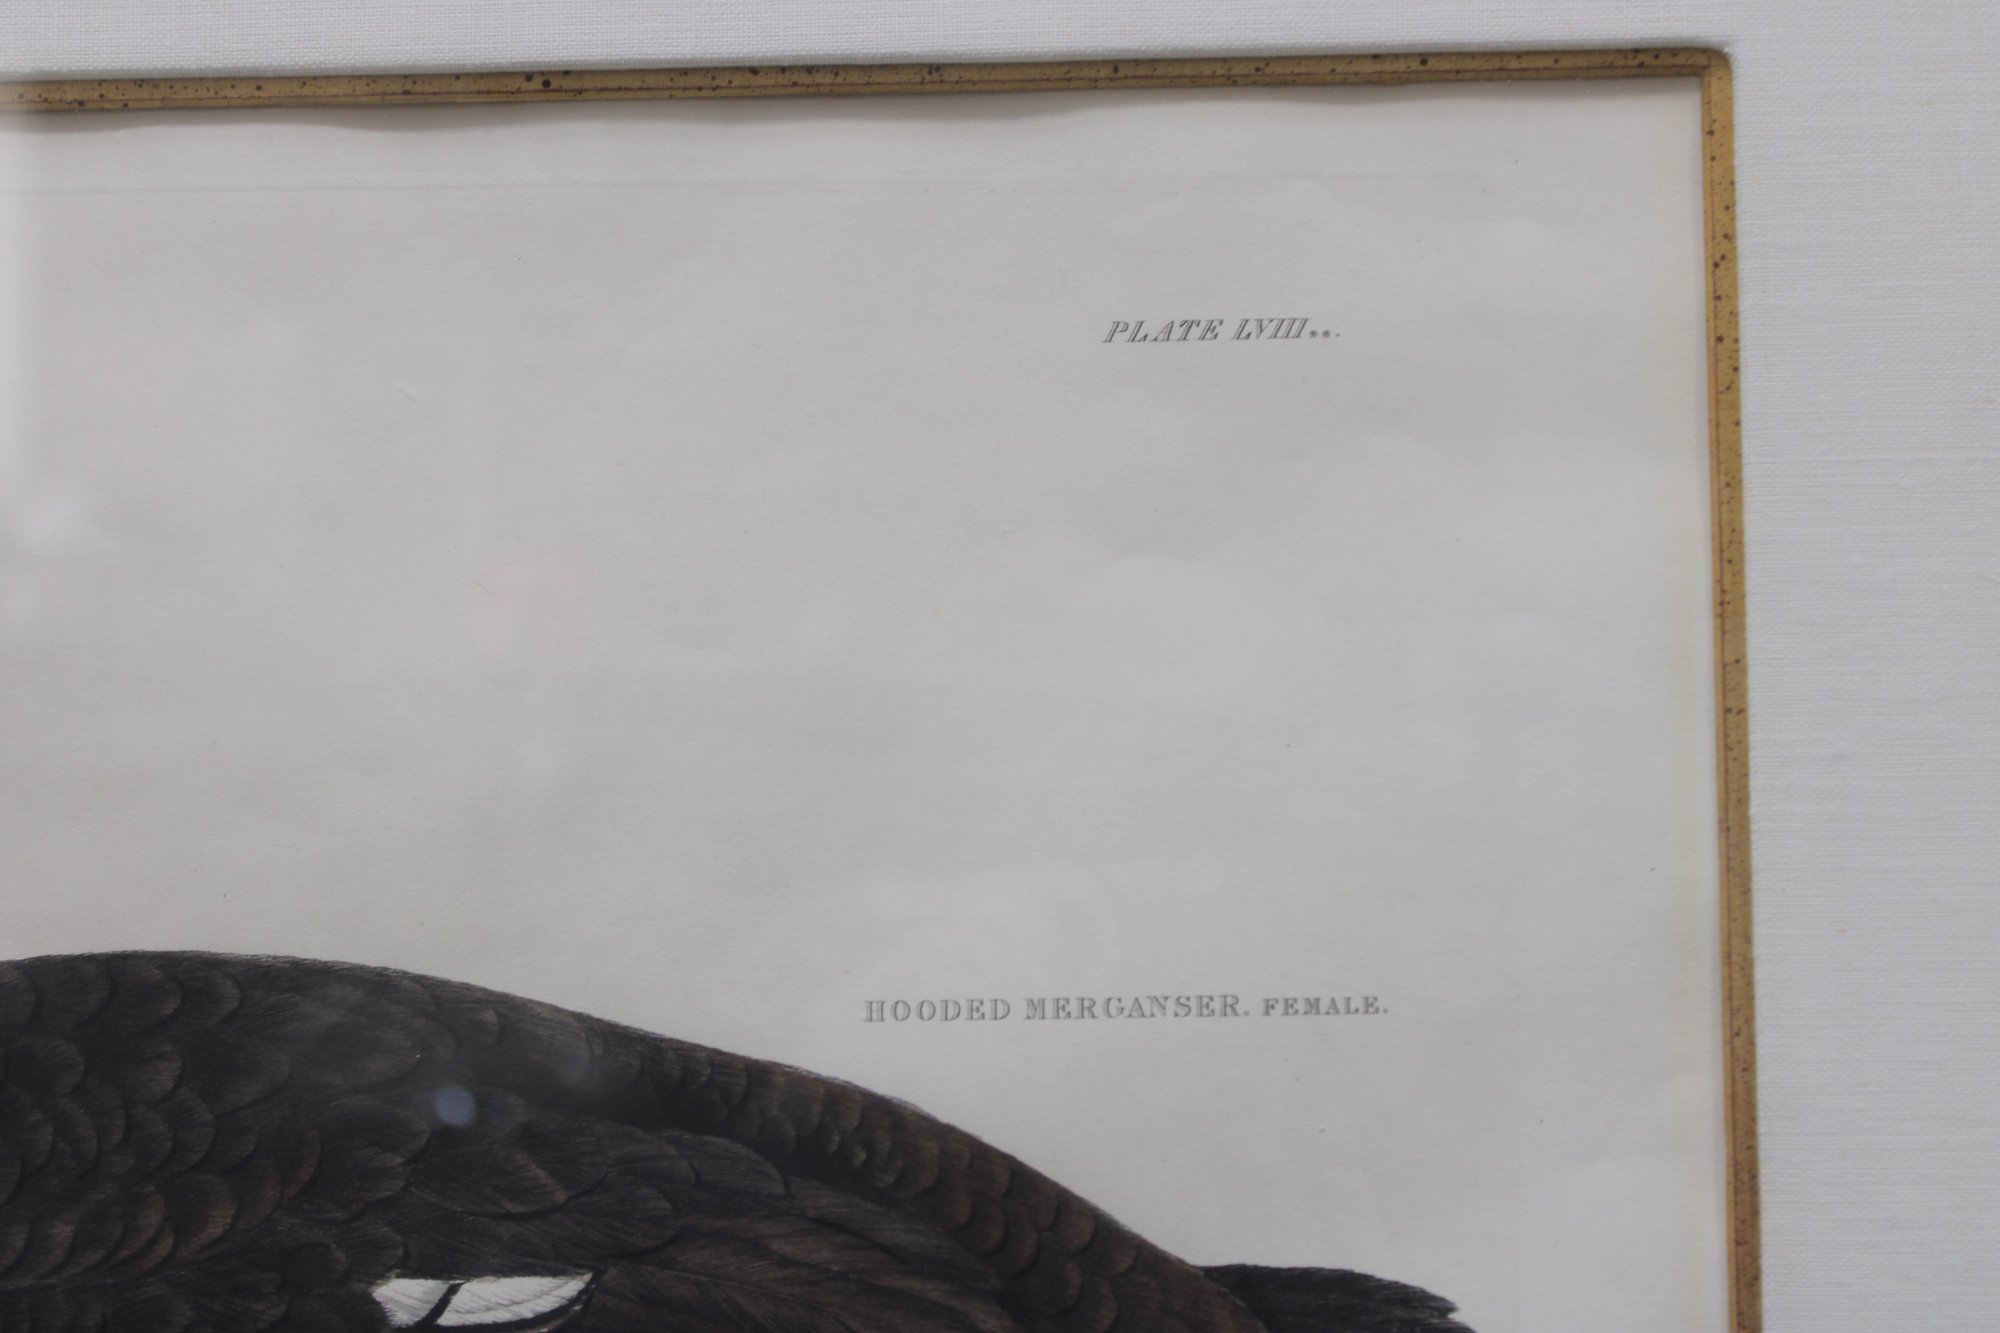 PLATE LVIII**.
HOODED MERGANSER. FEMALE.